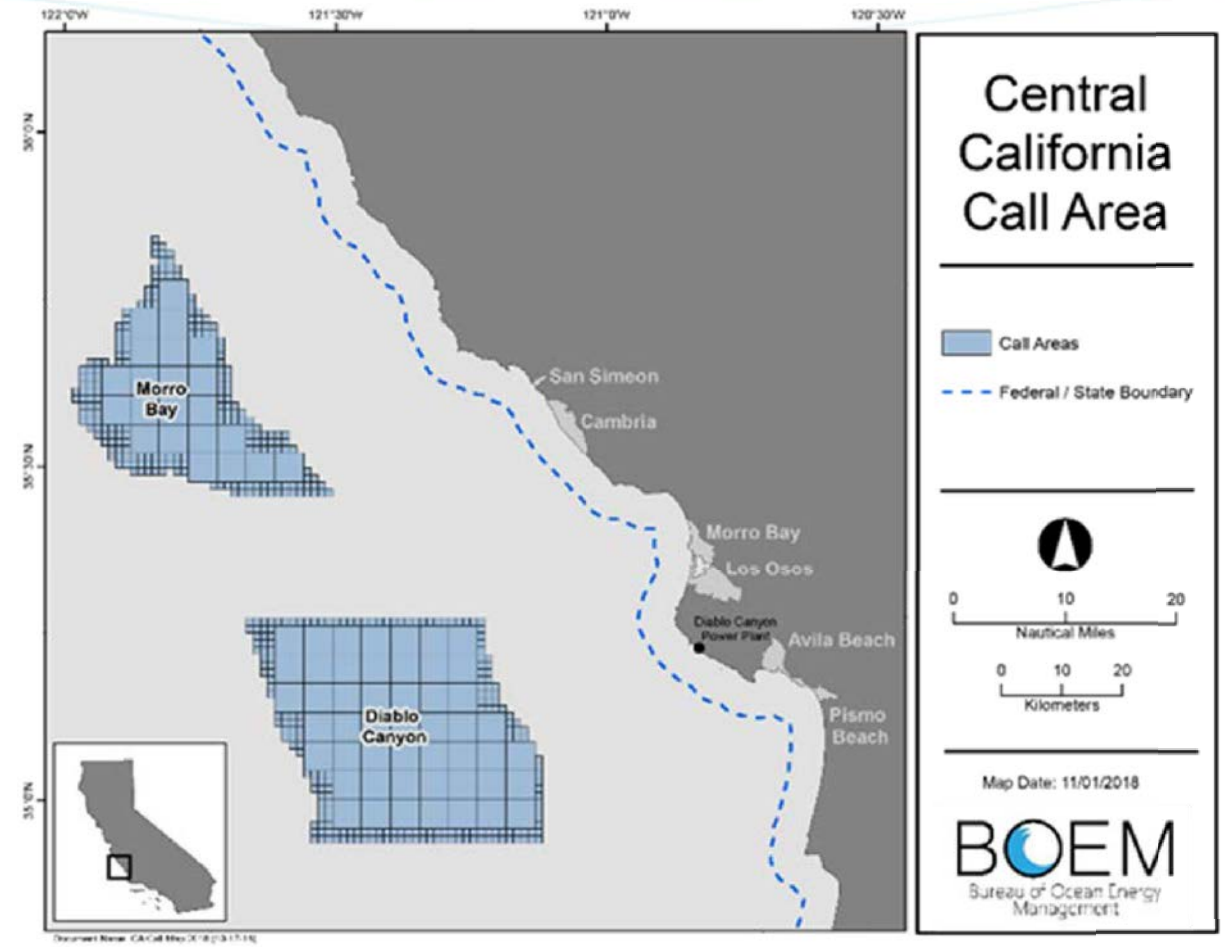 122°0'W 121°30'W 121°0'W 120°30'W
36°0'N
35°30'N
35°0'N
San Simeon
Cambria
Morro
Bay
Morro Bay
Los Osos
Diablo Canyon
Power Plant
Avila Beach
Pismo
Beach
Diablo
Canyon
Central
California
Call Area
Call Areas
Federal / State Boundary
0 10 20
Nautical Miles
0 10 20
Kilometers
Map Date: 11/01/2018
BOEM
Bureau of Ocean Energy
Management
Document Name: